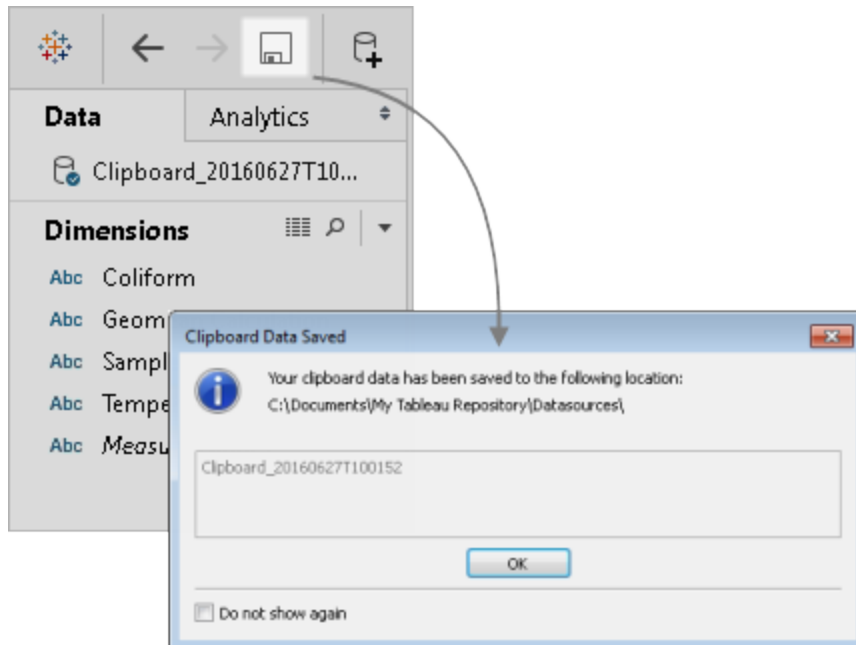 Data Analytics
Clipboard_20160627T10...
Dimensions
Abc Coliform
Abc Geom
Abc Sampl
Abc Tempe
Abc Measu
Clipboard Data Saved
Your clipboard data has been saved to the following location:
C:\Documents\My Tableau Repository\Datasources\
Clipboard_20160627T100152
OK
Do not show again